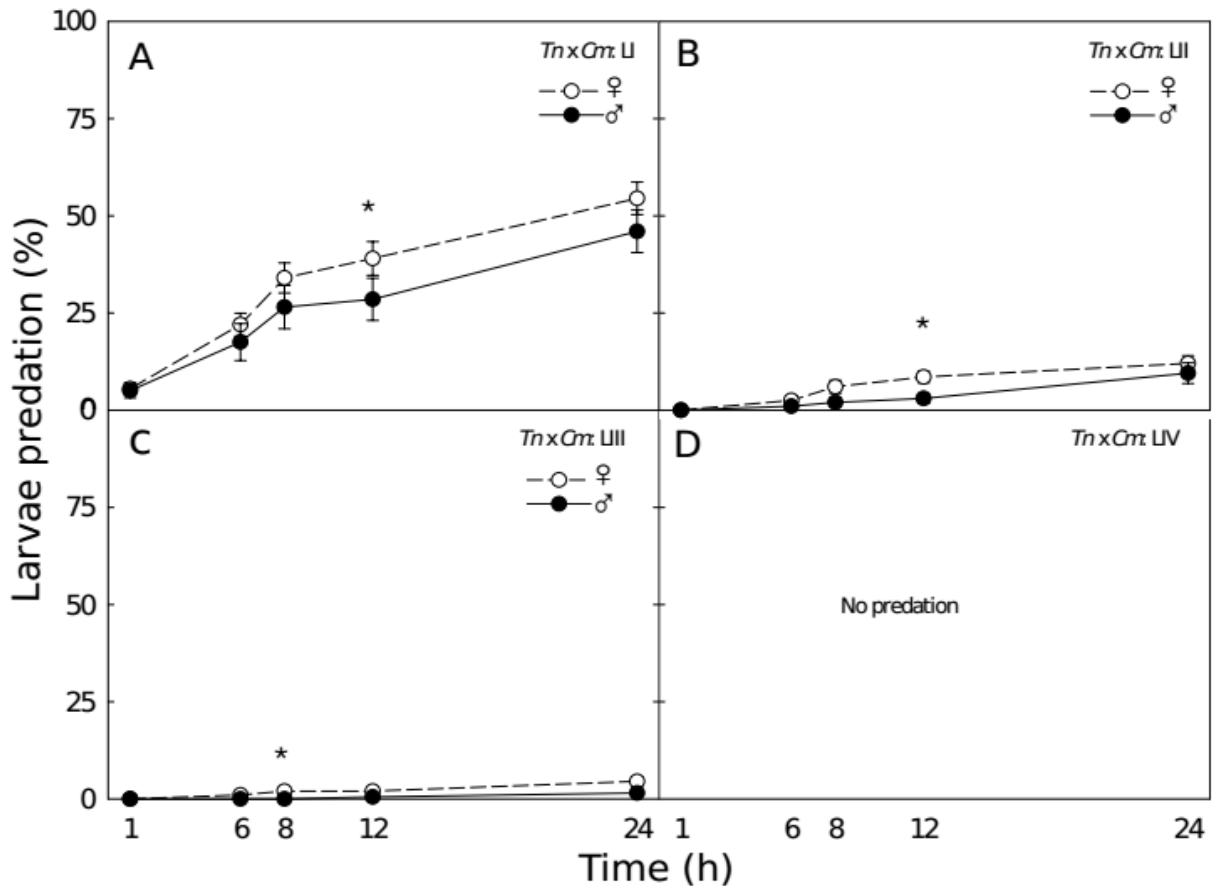 Larvae predation (%)
100
75
50
25
0
A
Tn x Cm: LI
♀
♂
*
B
Tn x Cm: LII
♀
♂
*
75
50
25
0
C
Tn x Cm: LIII
♀
♂
*
D
Tn x Cm: LIV
No predation
1 6 8 12 24
1 6 8 12 24
Time (h)